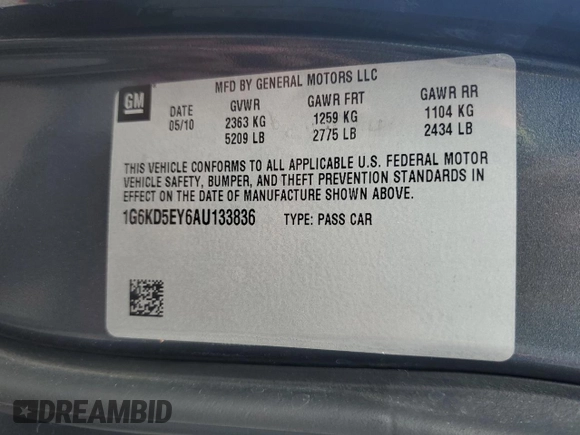 MFD BY GENERAL MOTORS LLC
GM
DATE GVWR GAWR FRT GAWR RR
05/10 2363 KG 1259 KG 1104 KG
5209 LB 2775 LB 2434 LB
THIS VEHICLE CONFORMS TO ALL APPLICABLE U.S. FEDERAL MOTOR
VEHICLE SAFETY, BUMPER, AND THEFT PREVENTION STANDARDS IN
EFFECT ON THE DATE OF MANUFACTURE SHOWN ABOVE.
1G6KD5EY6AU133836 TYPE: PASS CAR
DREAMBID